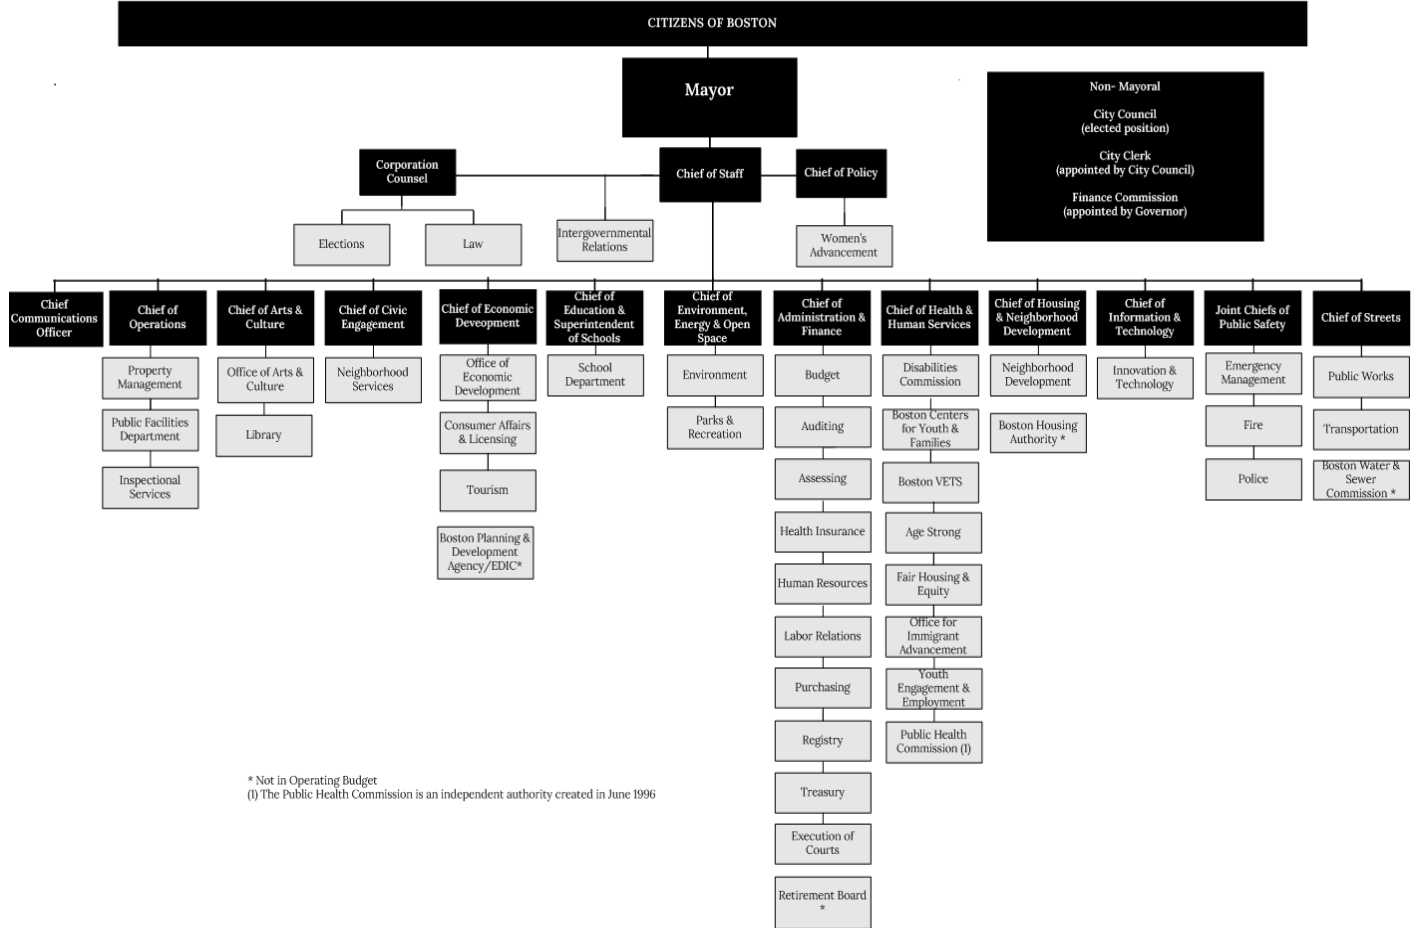 CITIZENS OF BOSTON
Mayor
Non- Mayoral
City Council
(elected position)
City Clerk
(appointed by City Council)
Finance Commission
(appointed by Governor)
Corporation
Counsel
Chief of Staff
Chief of Policy
Elections
Law
Intergovernmental
Relations
Women's
Advancement
Chief
Communications
Officer
Chief of
Operations
Property
Management
Public Facilities
Department
Inspectional
Services
Chief of Arts &
Culture
Office of Arts &
Culture
Library
Chief of Civic
Engagement
Neighborhood
Services
Chief of Economic
Deveopment
Office of
Economic
Development
Consumer Affairs
& Licensing
Tourism
Boston Planning &
Development
Agency/EDIC*
Chief of
Education &
Superintendent
of Schools
School
Department
Chief of
Environment,
Energy & Open
Space
Environment
Parks &
Recreation
Chief of
Administration &
Finance
Budget
Auditing
Assessing
Health Insurance
Human Resources
Labor Relations
Purchasing
Registry
Treasury
Execution of
Courts
Retirement Board
*
Chief of Health &
Human Services
Disabilities
Commission
Boston Centers
for Youth &
Families
Boston VETS
Age Strong
Fair Housing &
Equity
Office for
Immigrant
Advancement
Youth
Engagement &
Employment
Public Health
Commission (1)
Chief of Housing
& Neighborhood
Development
Neighborhood
Development
Boston Housing
Authority *
Chief of
Information &
Technology
Innovation &
Technology
Joint Chiefs of
Public Safety
Emergency
Management
Fire
Police
Chief of Streets
Public Works
Transportation
Boston Water &
Sewer
Commission *
* Not in Operating Budget
(1) The Public Health Commission is an independent authority created in June 1996